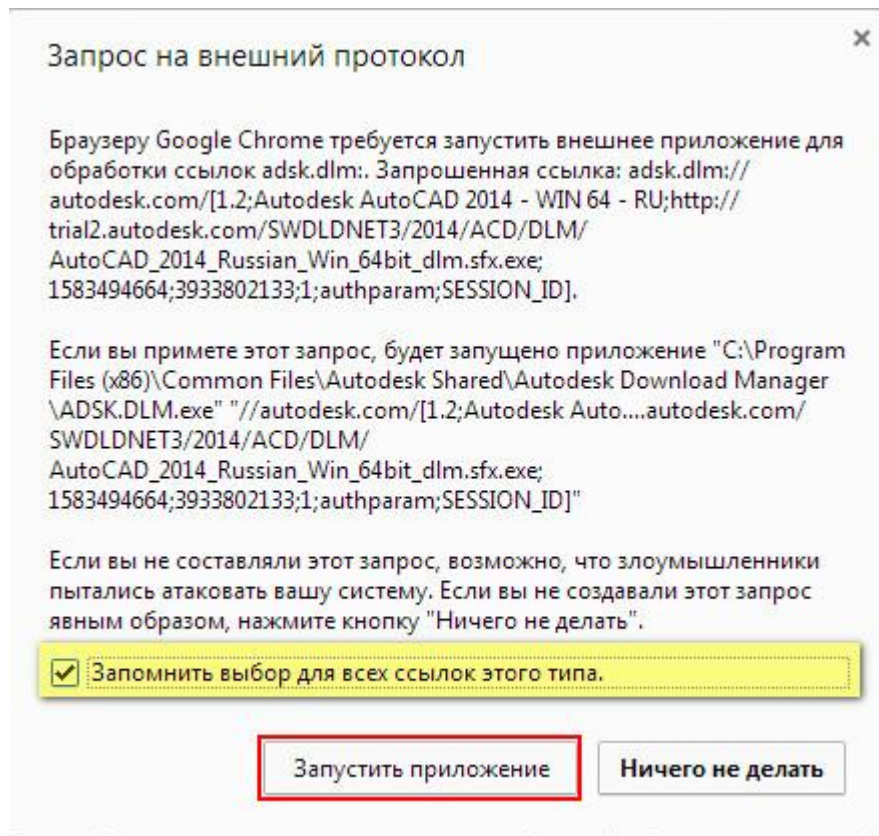 Запрос на внешний протокол
Браузеру Google Chrome требуется запустить внешнее приложение для
обработки ссылок adsk.dlm:. Запрошенная ссылка: adsk.dlm://
autodesk.com/[1.2;Autodesk AutoCAD 2014 - WIN 64 - RU;http://
trial2.autodesk.com/SWDLDNET3/2014/ACD/DLM/
AutoCAD_2014_Russian_Win_64bit_dlm.sfx.exe;
1583494664;3933802133;1;authparam;SESSION_ID].
Если вы примете этот запрос, будет запущено приложение "C:\Program
Files (x86)\Common Files\Autodesk Shared\Autodesk Download Manager
\ADSK.DLM.exe" "//autodesk.com/[1.2;Autodesk Auto....autodesk.com/
SWDLDNET3/2014/ACD/DLM/
AutoCAD_2014_Russian_Win_64bit_dlm.sfx.exe;
1583494664;3933802133;1;authparam;SESSION_ID]"
Если вы не составляли этот запрос, возможно, что злоумышленники
пытались атаковать вашу систему. Если вы не создавали этот запрос
явным образом, нажмите кнопку "Ничего не делать".
Запомнить выбор для всех ссылок этого типа.
Запустить приложение
Ничего не делать